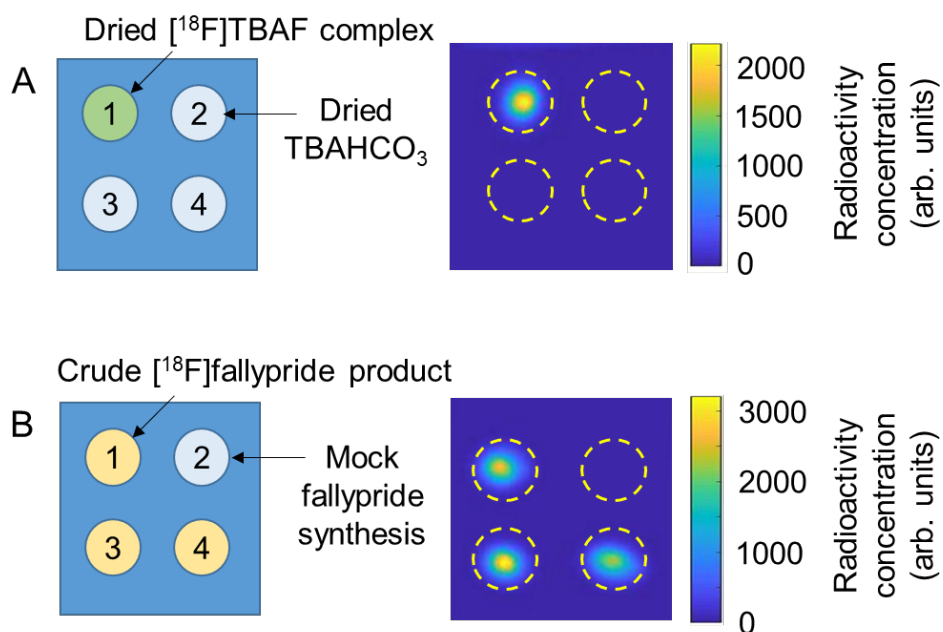 Dried [¹⁸F]TBAF complex
A
1
2
3
4
Dried
TBAHCO₃
2000
1500
1000
500
0
Radioactivity
concentration
(arb. units)
Crude [¹⁸F]fallypride product
B
1
2
3
4
Mock
fallypride
synthesis
3000
2000
1000
0
Radioactivity
concentration
(arb. units)